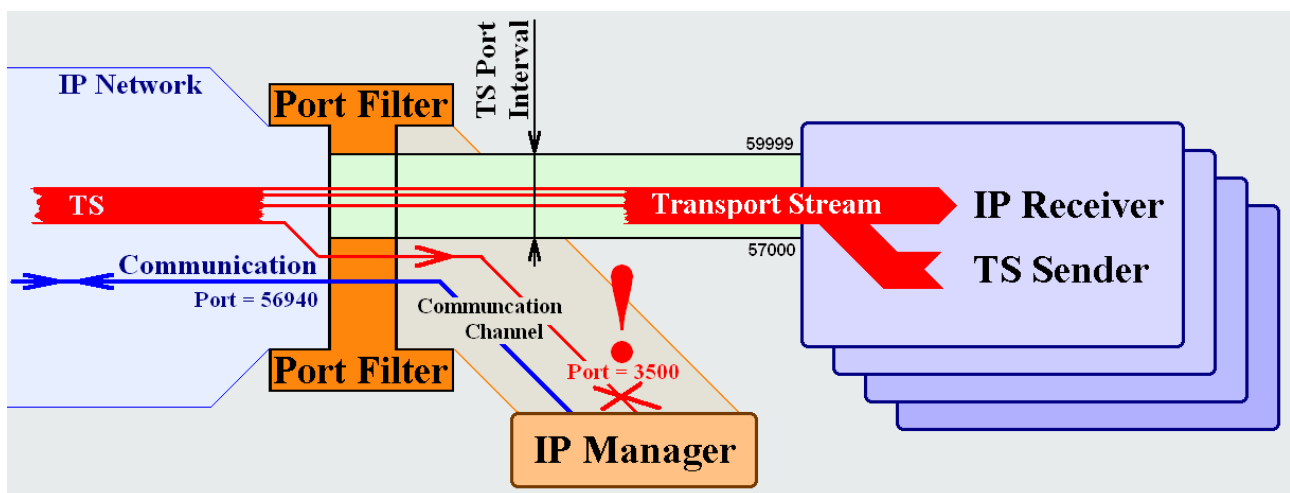 TS Port
Interval
IP Network
Port Filter
59999
TS
Transport Stream
IP Receiver
57000
TS Sender
Communication
Port = 56940
Communcation
Channel
!
Port = 3500
Port Filter
IP Manager